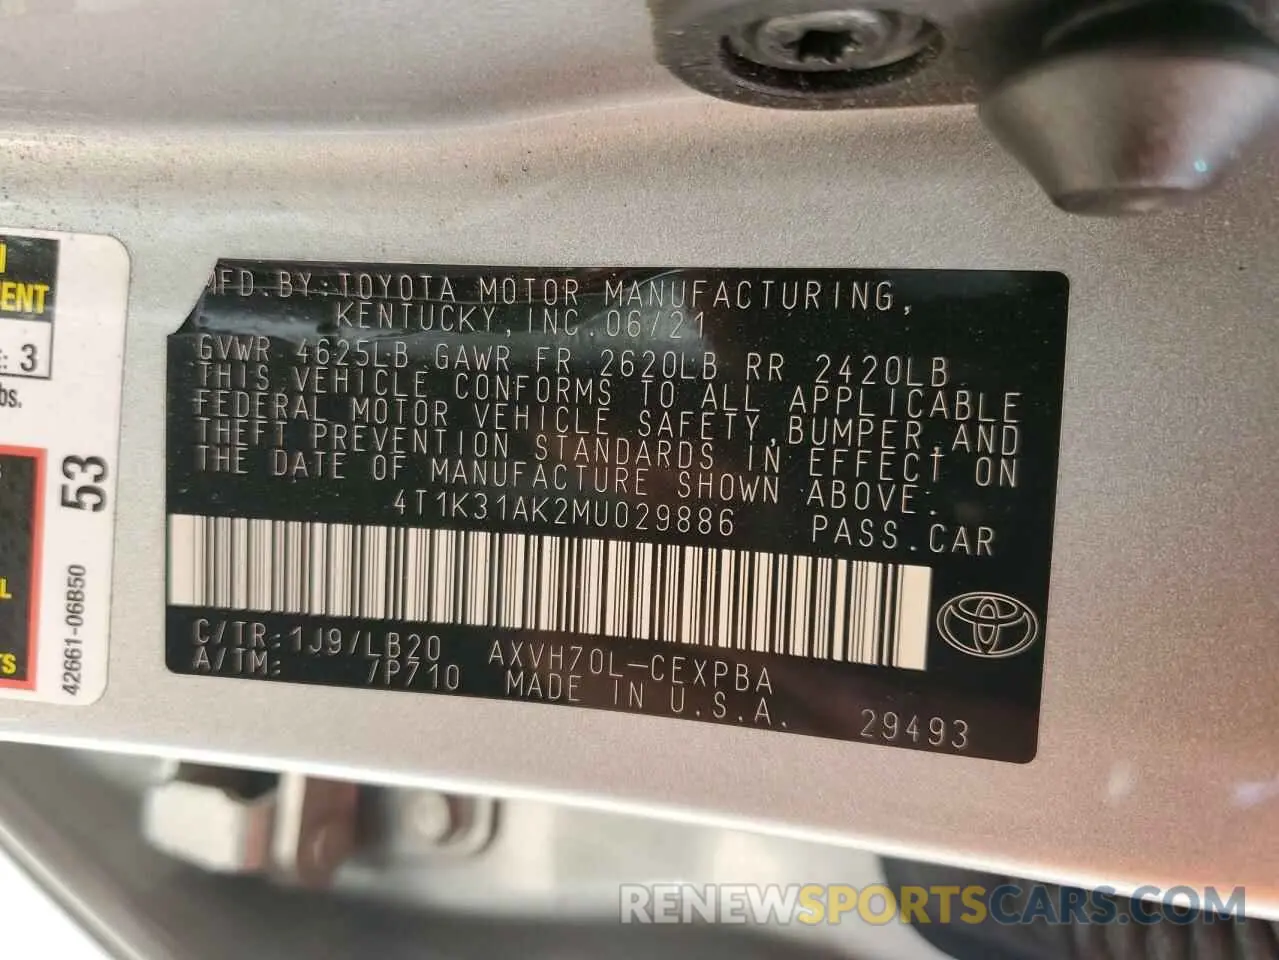 MFD. BY: TOYOTA MOTOR MANUFACTURING,
KENTUCKY, INC. 06/21
GVWR 4625LB GAWR FR 2620LB RR 2420LB
THIS VEHICLE CONFORMS TO ALL APPLICABLE
FEDERAL MOTOR VEHICLE SAFETY, BUMPER, AND
THEFT PREVENTION STANDARDS IN EFFECT ON
THE DATE OF MANUFACTURE SHOWN ABOVE.
4T1K31AK2MU029886 PASS. CAR
C/TR: 1J9/LB20 AXVH70L-CEXPBA
A/TM: /P710 MADE IN U.S.A.
29493
: 3
53
42661-06B50
RENEWSPORTSCARS.COM